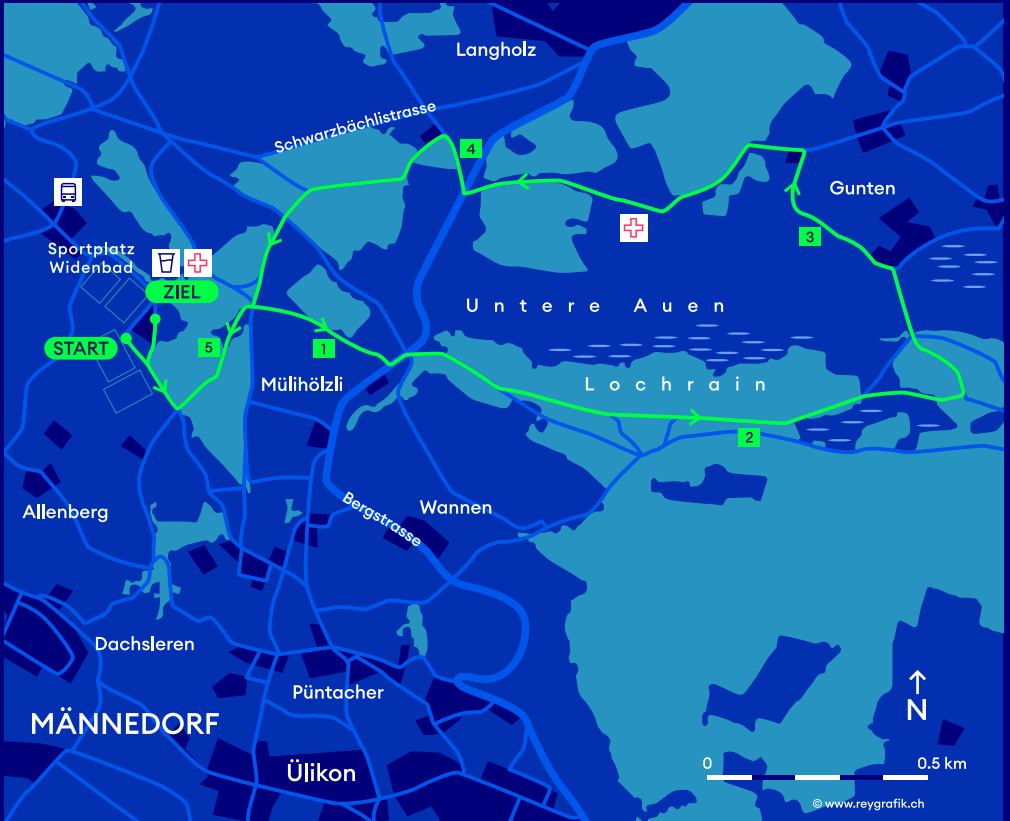 Langholz
Schwarzbächlistrasse
4
Gunten
3
Sportplatz
Widenbad
ZIEL
Untere Auen
START
5
1
Mülihölzli
Lochrain
2
Allenberg
Wannen
Bergstrasse
Dachsleren
Püntacher
N
MÄNNEDORF
Ülikon
0
0.5 km
© www.reygrafik.ch